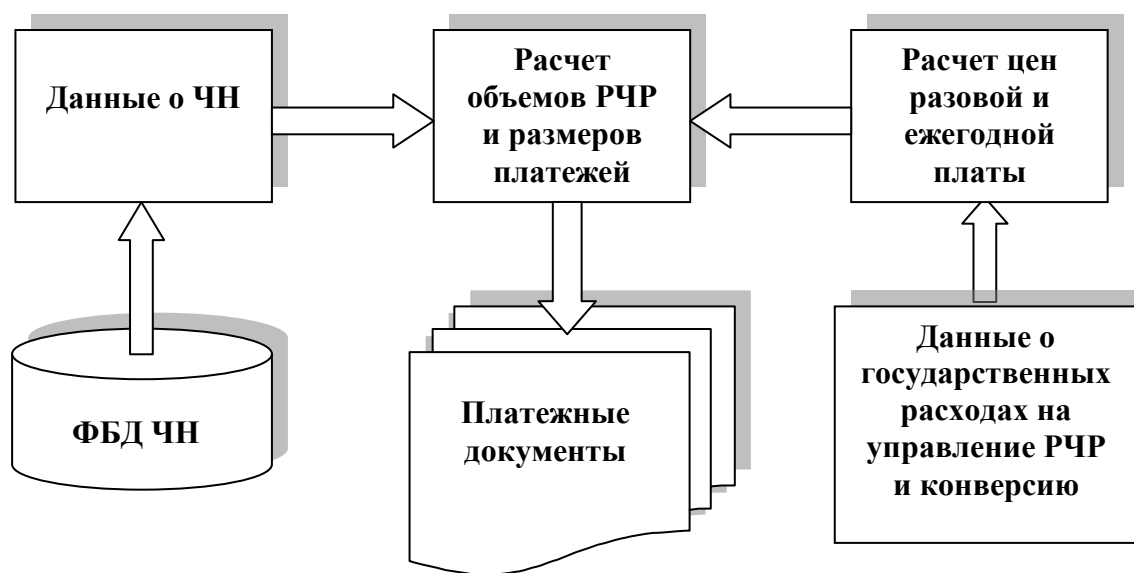 Данные о ЧН
Расчет
объемов РЧР
и размеров
платежей
Расчет цен
разовой и
ежегодной
платы
ФБД ЧН
Платежные
документы
Данные о
государственных
расходах на
управление РЧР
и конверсию